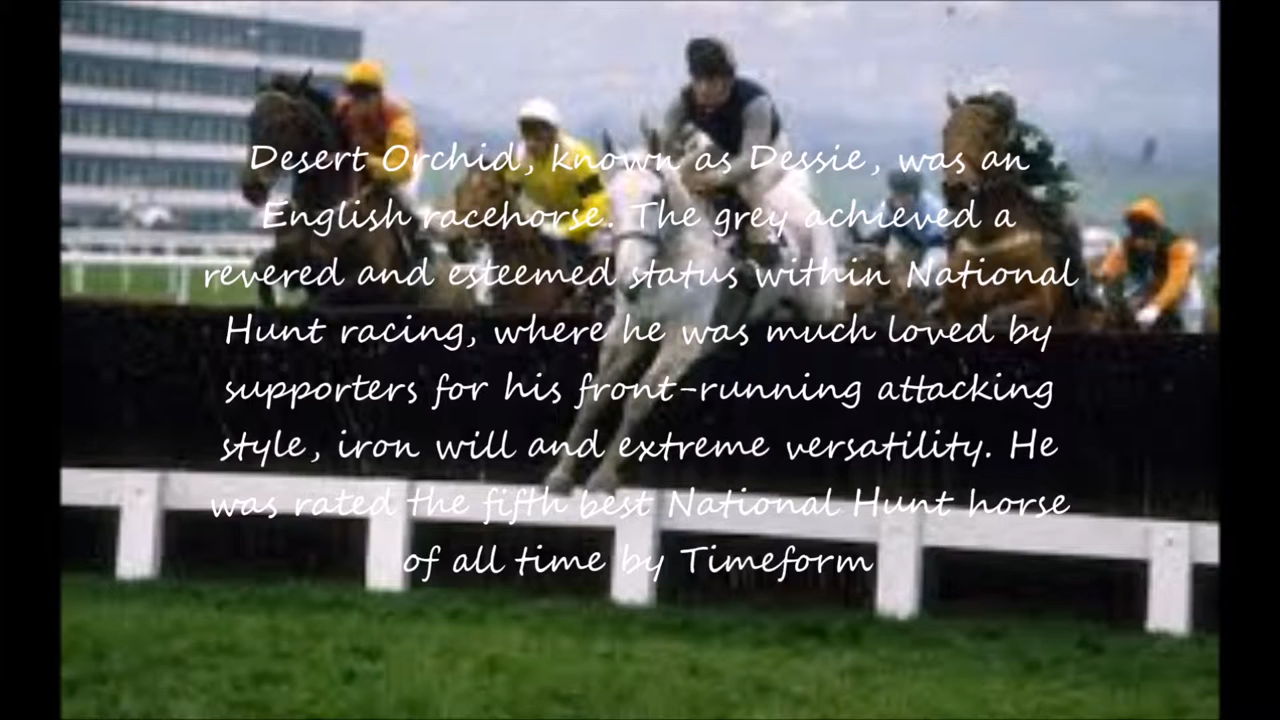 Desert Orchid, known as Dessie, was an
English racehorse. The grey achieved a
revered and esteemed status within National
Hunt racing, where he was much loved by
supporters for his front-running attacking
style, iron will and extreme versatility. He
was rated the fifth best National Hunt horse
of all time by Timeform